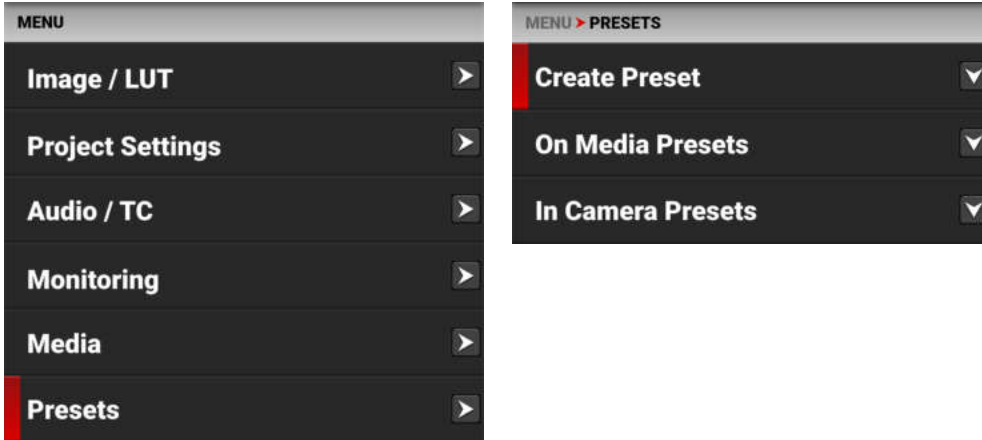 MENU
Image / LUT
Project Settings
Audio / TC
Monitoring
Media
Presets
MENU > PRESETS
Create Preset
On Media Presets
In Camera Presets